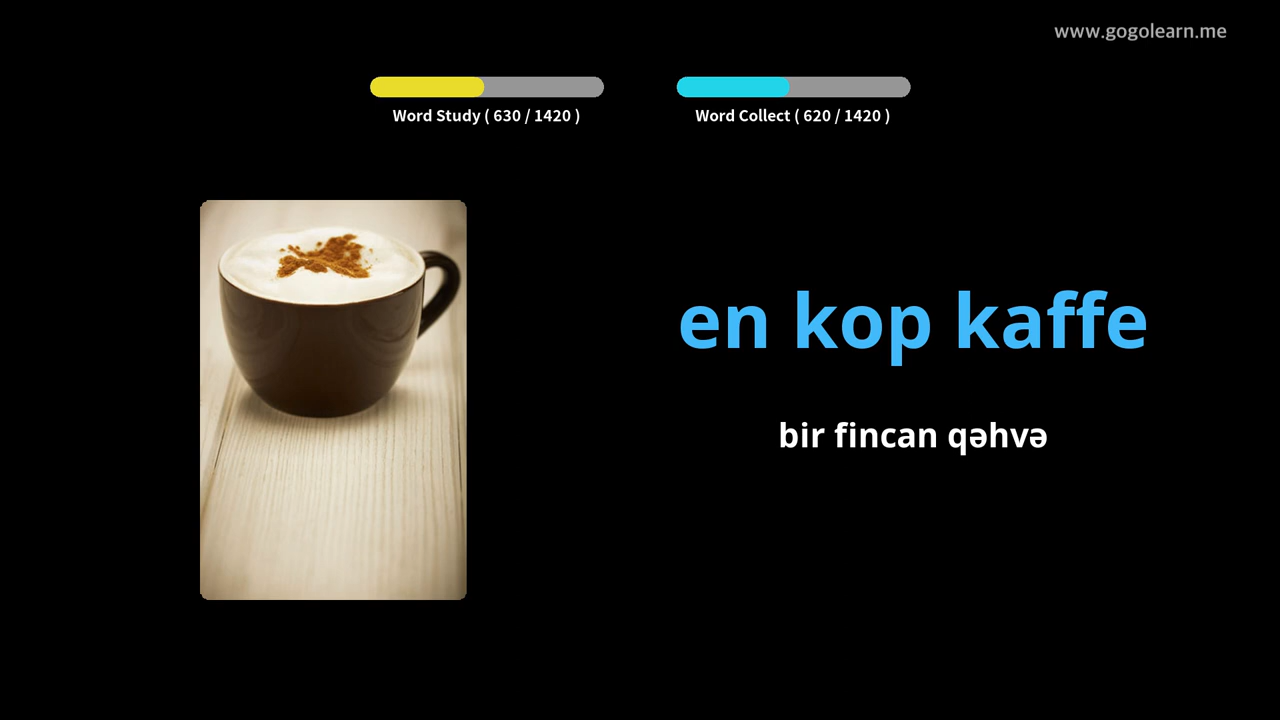 www.gogolearn.me
Word Study ( 630 / 1420 )
Word Collect ( 620 / 1420 )
en kop kaffe
bir fincan qəhvə